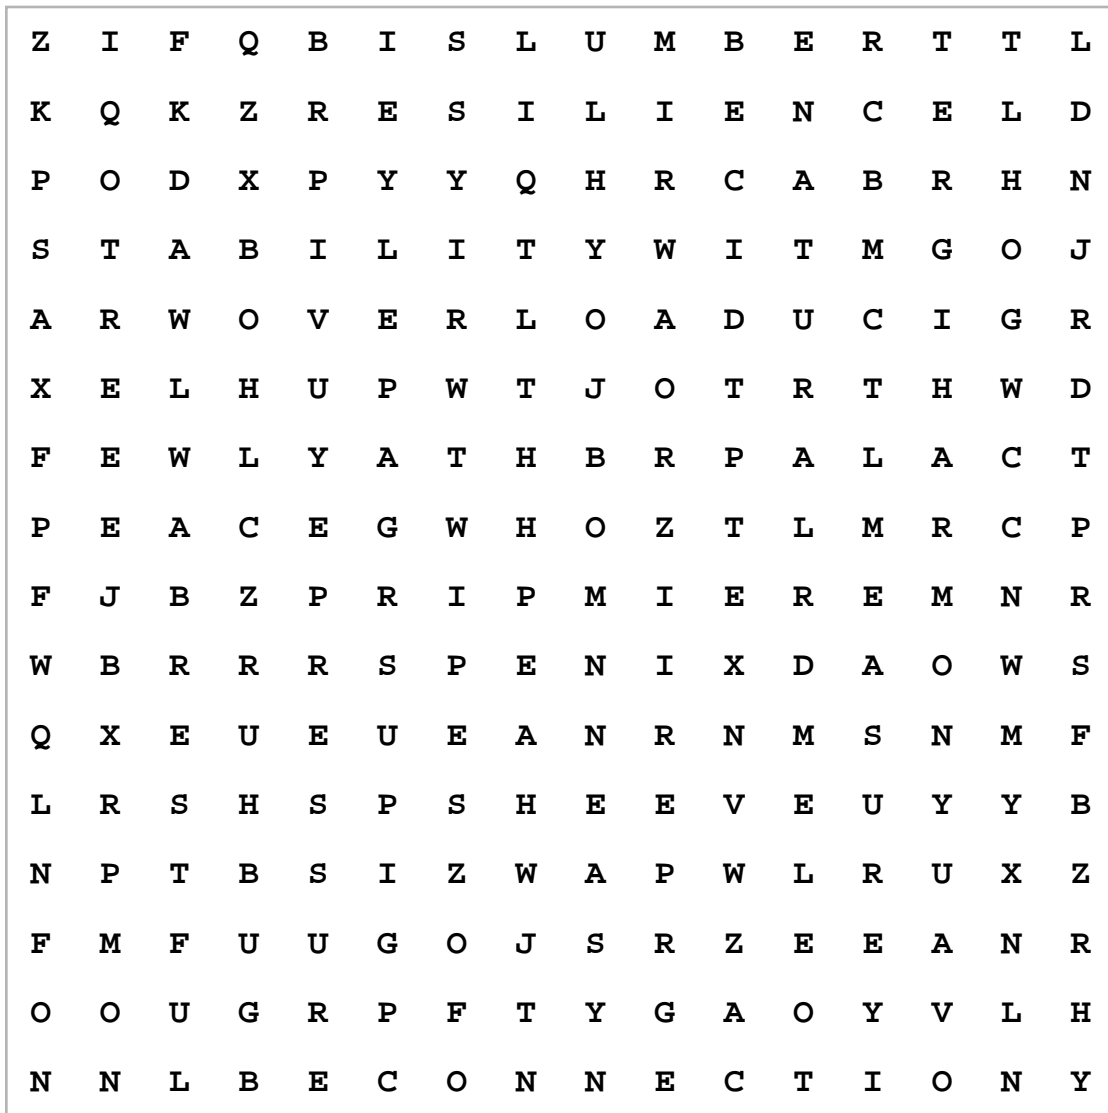 Z I F Q B I S L U M B E R T T L
K Q K Z R E S I L I E N C E L D
P O D X P Y Y Q H R C A B R H N
S T A B I L I T Y W I T M G O J
A R W O V E R L O A D U C I G R
X E L H U P W T J O T R T H W D
F E W L Y A T H B R P A L A C T
P E A C E G W H O Z T L M R C P
F J B Z P R I P M I E R E M N R
W B R R R S P E N I X D A O W S
Q X E U E U E A N R N M S N M F
L R S H S P S H E E V E U Y Y B
N P T B S I Z W A P W L R U X Z
F M F U U G O J S R Z E E A N R
O O U G R P F T Y G A O Y V L H
N N L B E C O N N E C T I O N Y